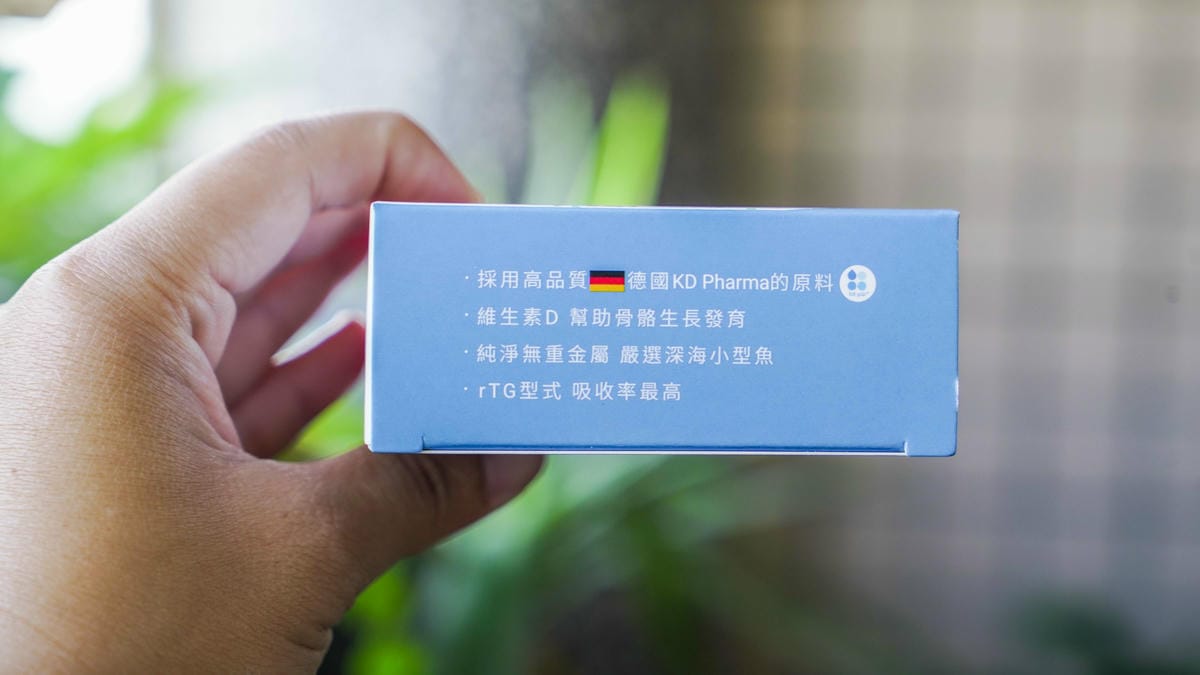 ·採用高品質德國KD Pharma的原料
·維生素D 幫助骨骼生長發育
·純淨無重金屬 嚴選深海小型魚
·rTG型式 吸收率最高